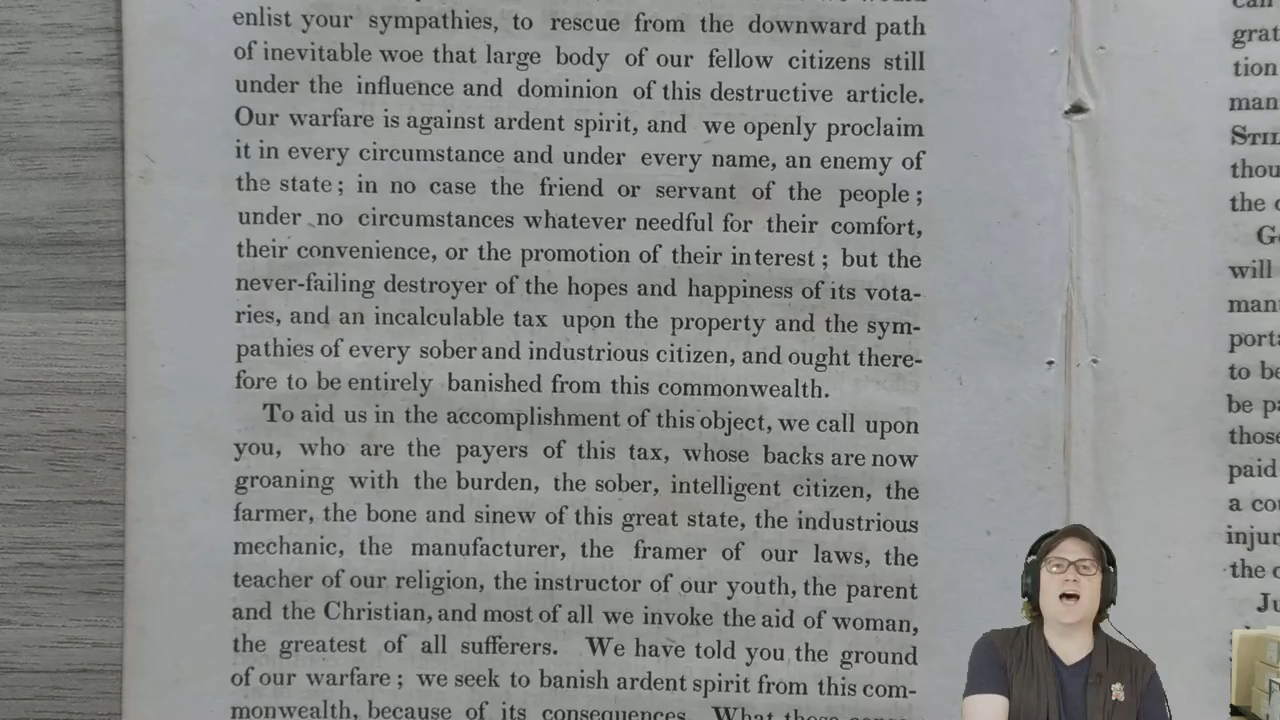 enlist your sympathies, to rescue from the downward path
of inevitable woe that large body of our fellow citizens still
under the influence and dominion of this destructive article.
Our warfare is against ardent spirit, and we openly proclaim
it in every circumstance and under every name, an enemy of
the state; in no case the friend or servant of the people;
under no circumstances whatever needful for their comfort,
their convenience, or the promotion of their interest; but the
never-failing destroyer of the hopes and happiness of its vota-
ries, and an incalculable tax upon the property and the sym-
pathies of every sober and industrious citizen, and ought there-
fore to be entirely banished from this commonwealth.
To aid us in the accomplishment of this object, we call upon
you, who are the payers of this tax, whose backs are now
groaning with the burden, the sober, intelligent citizen, the
farmer, the bone and sinew of this great state, the industrious
mechanic, the manufacturer, the framer of our laws, the
teacher of our religion, the instructor of our youth, the parent
and the Christian, and most of all we invoke the aid of woman,
the greatest of all sufferers. We have told you the ground
of our warfare; we seek to banish ardent spirit from this com-
monwealth, because of its consequences. What
grat
tion
man
STIL
thou
the
will
man
port
to be
be pa
those
paid
a co
injur
the